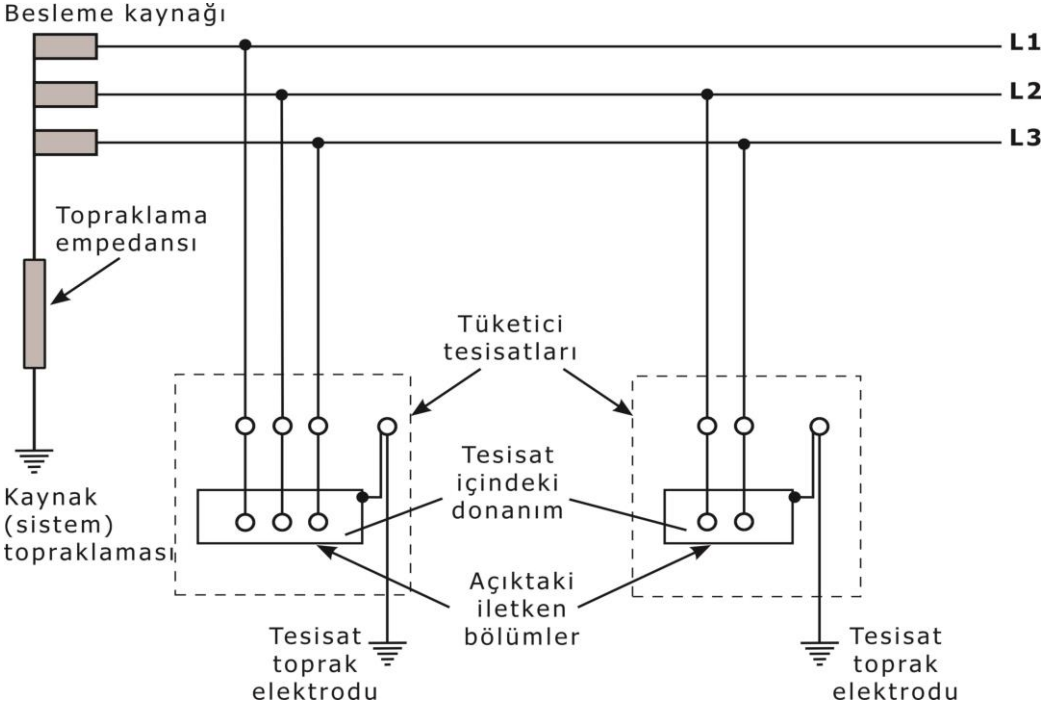 Besleme kaynağı
L1
L2
L3
Topraklama
empedansı
Tüketici
tesisatları
Tesisat
içindeki
donanım
Kaynak
(sistem)
topraklaması
Açıktaki
iletken
bölümler
Tesisat
toprak
elektrodu
Tesisat
toprak
elektrodu